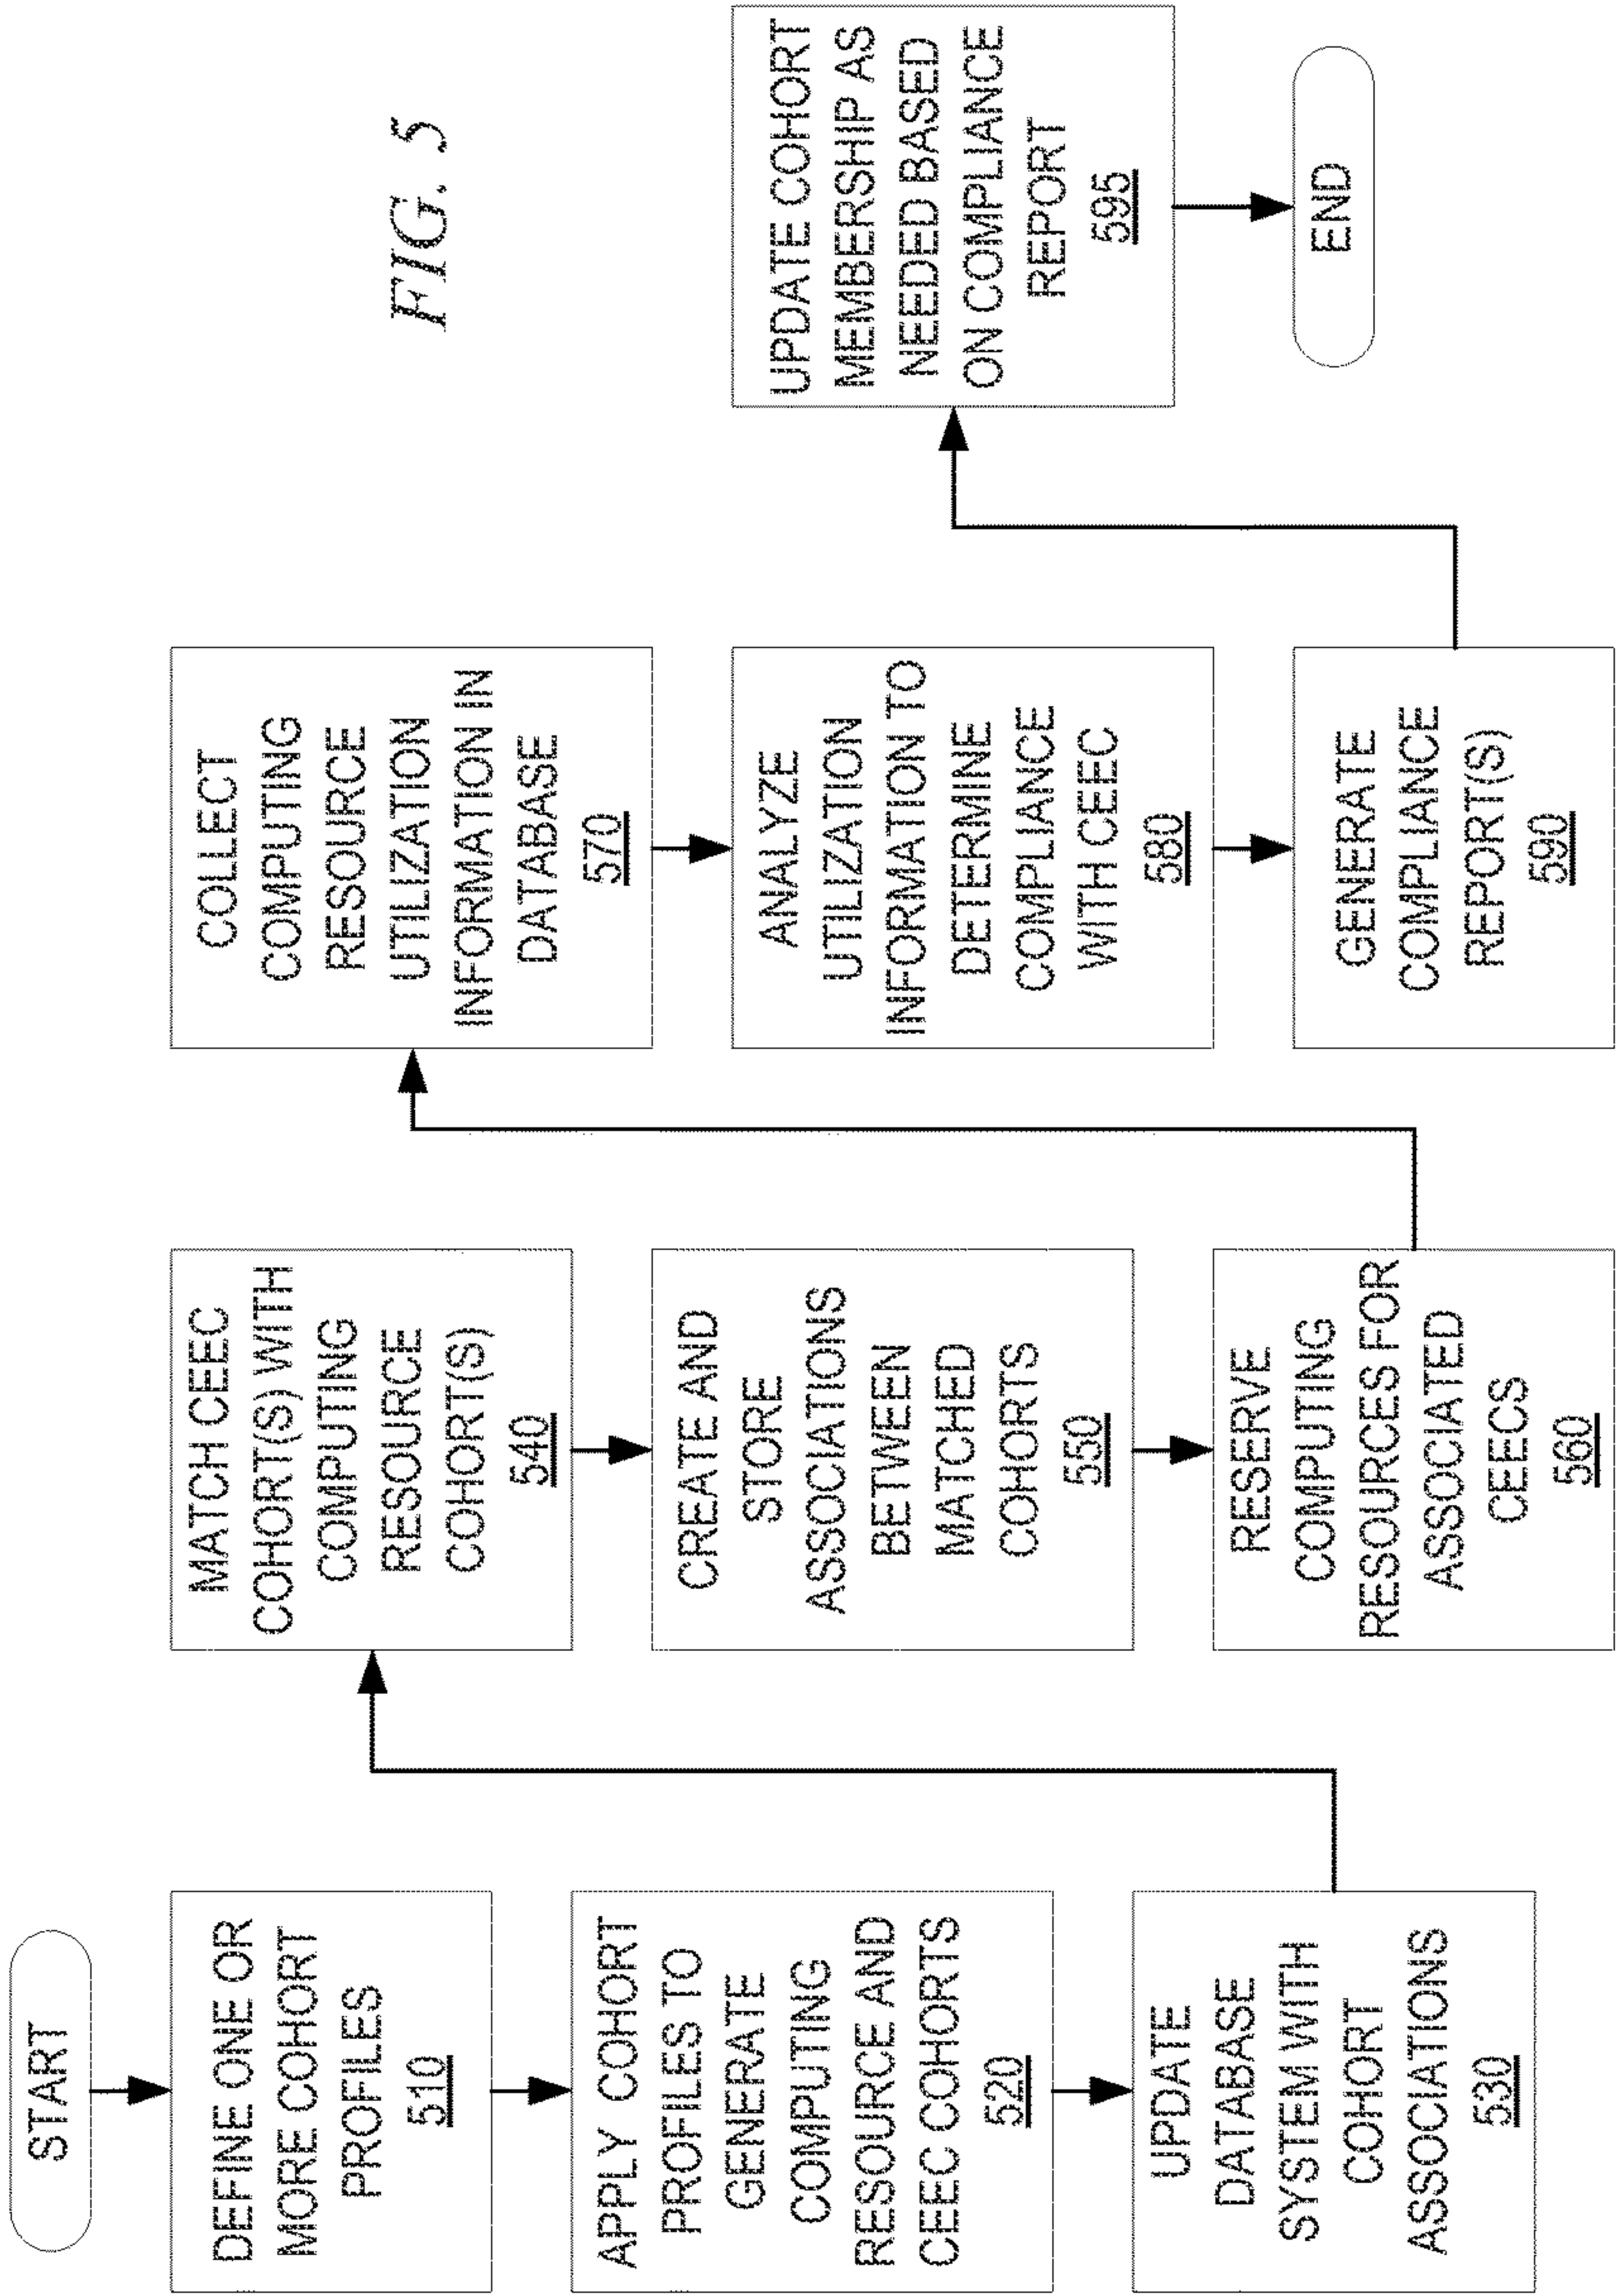 START
DEFINE ONE OR
MORE COHORT
PROFILES
510
APPLY COHORT
PROFILES TO
GENERATE
COMPUTING
RESOURCE AND
CEEC COHORTS
520
UPDATE
DATABASE
SYSTEM WITH
COHORT
ASSOCIATIONS
530
MATCH CEEC
COHORT(S) WITH
COMPUTING
RESOURCE
COHORT(S)
540
CREATE AND
STORE
ASSOCIATIONS
BETWEEN
MATCHED
COHORTS
550
RESERVE
COMPUTING
RESOURCES FOR
ASSOCIATED
CEECS
560
COLLECT
COMPUTING
RESOURCE
UTILIZATION
INFORMATION IN
DATABASE
570
ANALYZE
UTILIZATION
INFORMATION TO
DETERMINE
COMPLIANCE
WITH CEEC
580
GENERATE
COMPLIANCE
REPORT(S)
590
FIG. 5
UPDATE COHORT
MEMBERSHIP AS
NEEDED BASED
ON COMPLIANCE
REPORT
595
END